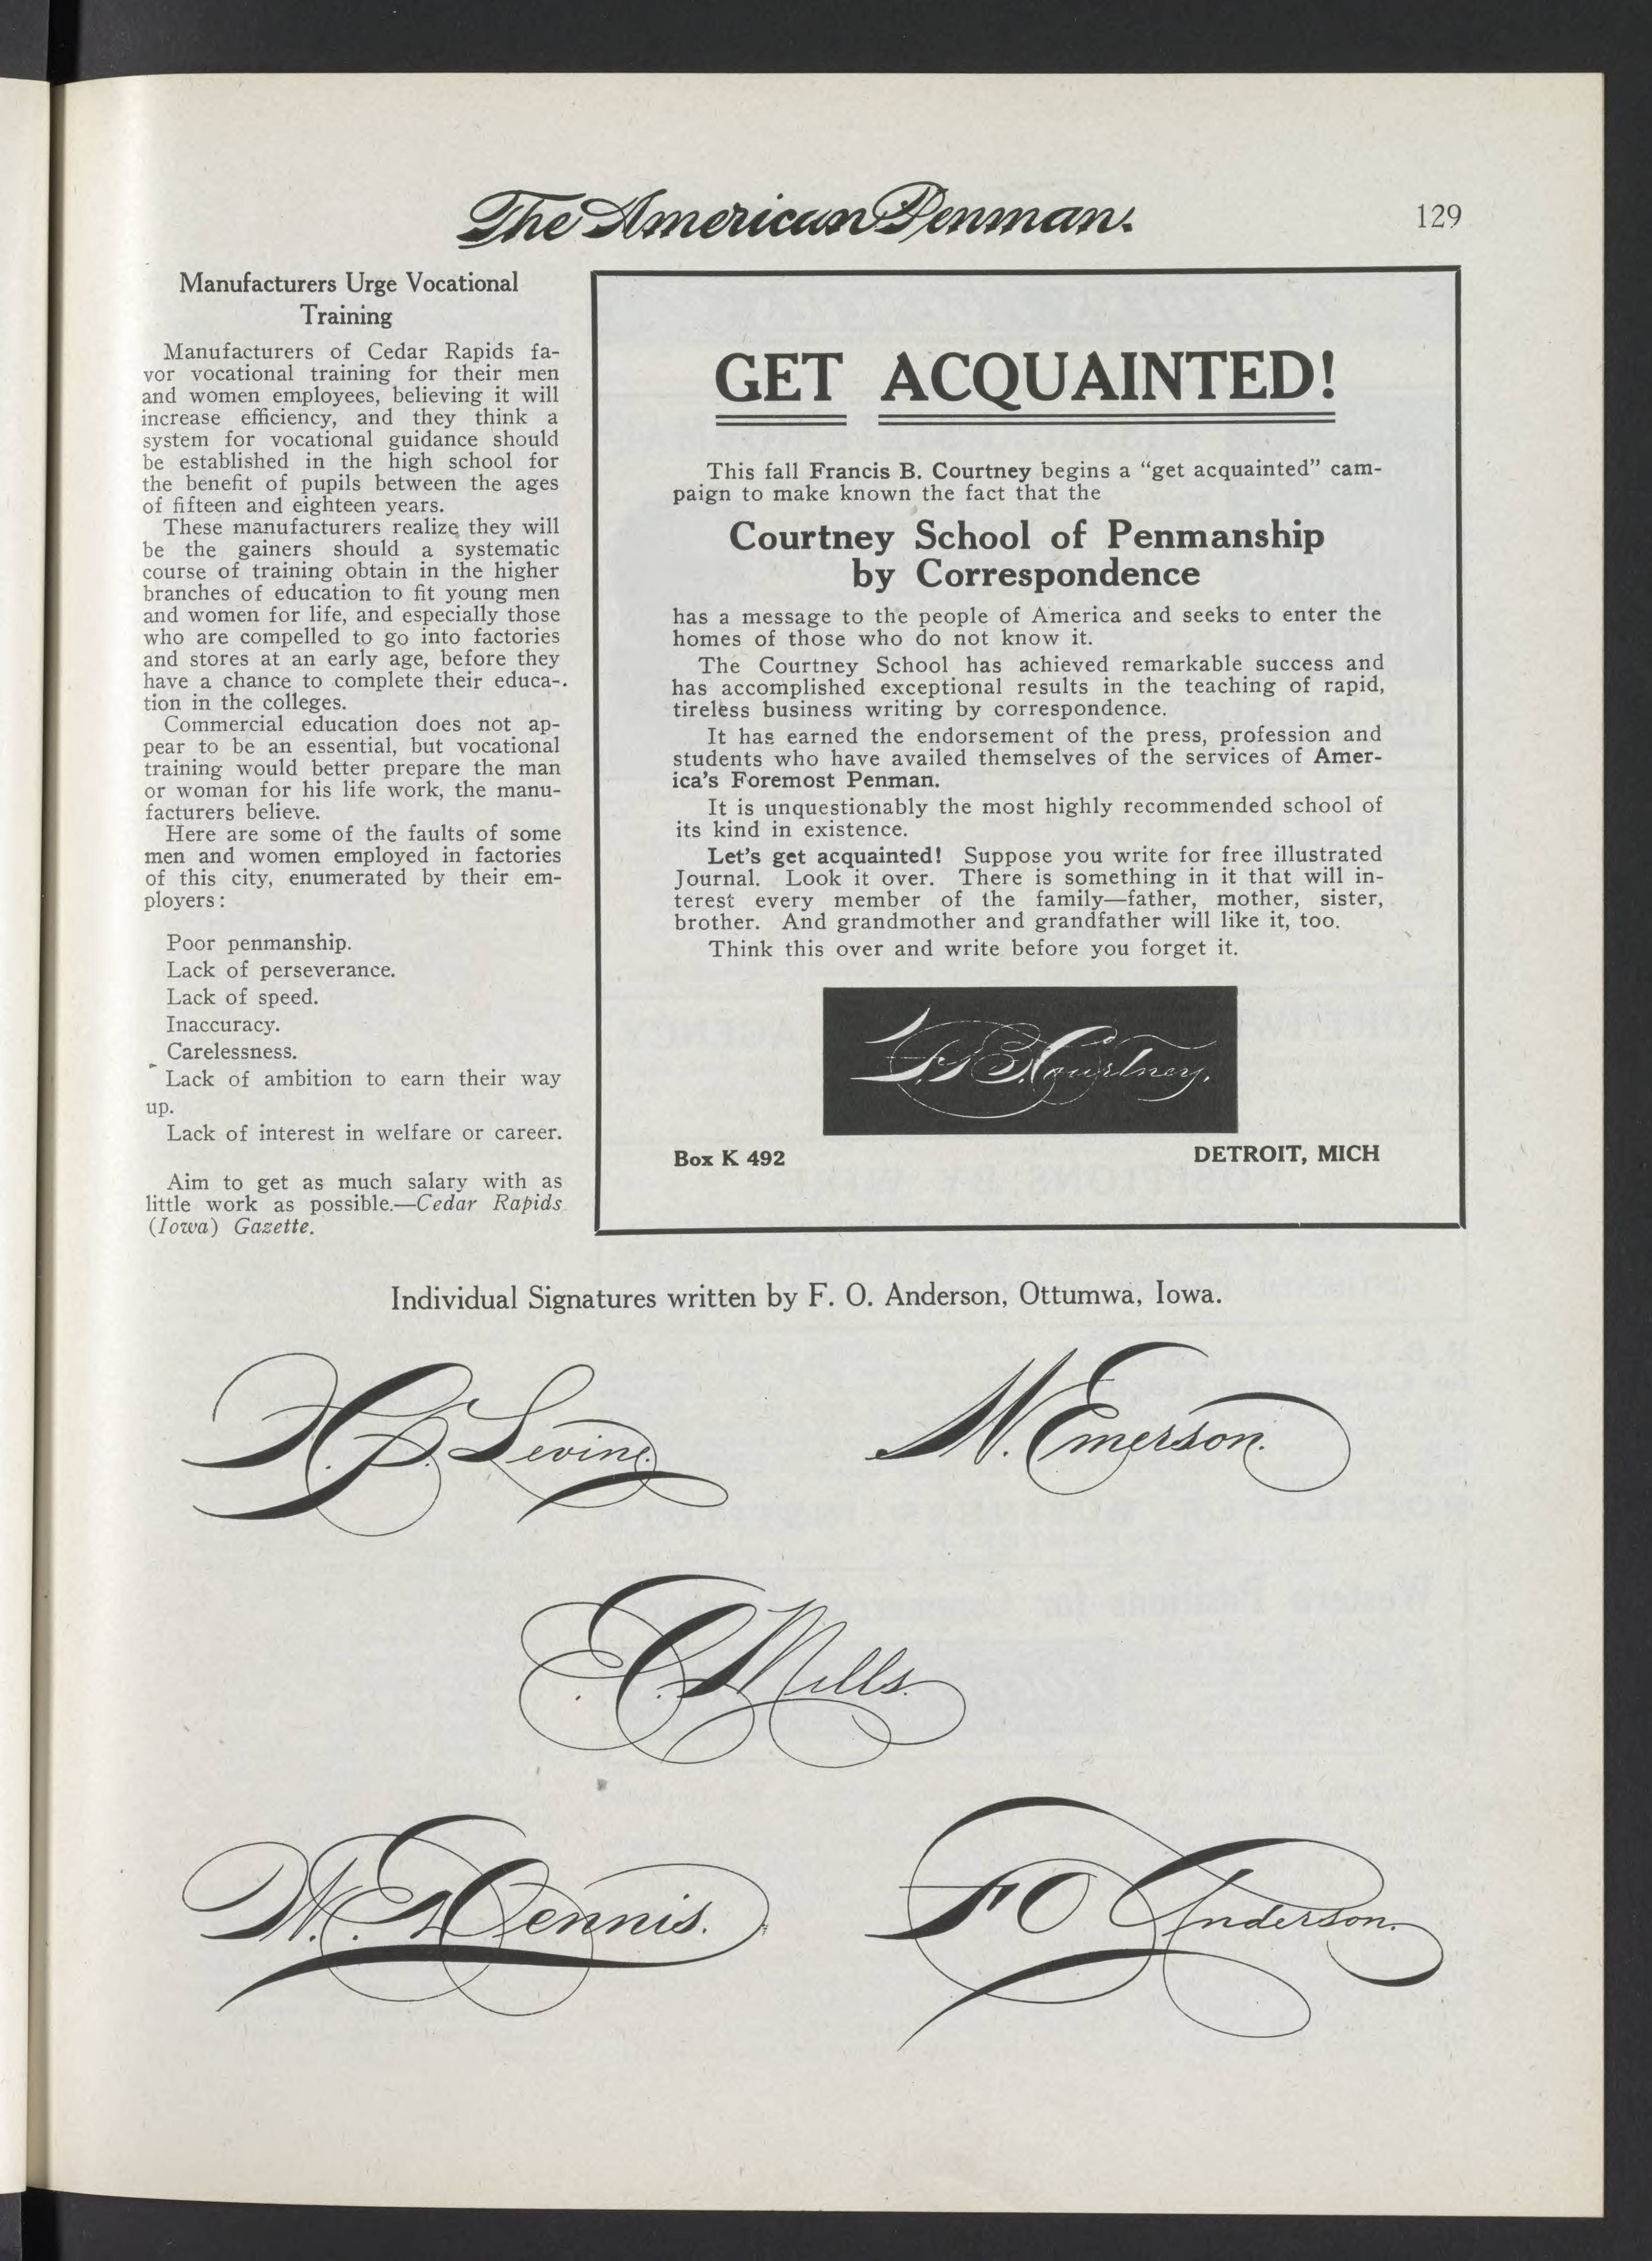 The American Penman.
129
Manufacturers Urge Vocational
Training
Manufacturers of Cedar Rapids fa-
vor vocational training for their men
and women employees, believing it will
increase efficiency, and they think a
system for vocational guidance should
be established in the high school for
the benefit of pupils between the ages
of fifteen and eighteen years.
These manufacturers realize they will
be the gainers should a systematic
course of training obtain in the higher
branches of education to fit young men
and women for life, and especially those
who are compelled to go into factories
and stores at an early age, before they
have a chance to complete their educa-.
tion in the colleges.
Commercial education does not ap-
pear to be an essential, but vocational
training would better prepare the man
or woman for his life work, the manu-
facturers believe.
Here are some of the faults of some
men and women employed in factories
of this city, enumerated by their em-
ployers:
Poor penmanship.
Lack of perseverance.
Lack of speed.
Inaccuracy.
Carelessness.
Lack of ambition to earn their way
up.
Lack of interest in welfare or career.
Aim to get as much salary with as
little work as possible.—Cedar Rapids
(Iowa) Gazette.
GET ACQUAINTED!
This fall Francis B. Courtney begins a "get acquainted" cam-
paign to make known the fact that the
Courtney School of Penmanship
by Correspondence
has a message to the people of America and seeks to enter the
homes of those who do not know it.
The Courtney School has achieved remarkable success and
has accomplished exceptional results in the teaching of rapid,
tireless business writing by correspondence.
It has earned the endorsement of the press, profession and
students who have availed themselves of the services of Amer-
ica's Foremost Penman.
It is unquestionably the most highly recommended school of
its kind in existence.
Let's get acquainted! Suppose you write for free illustrated
Journal. Look it over. There is something in it that will in-
terest every member of the family—father, mother, sister,
brother. And grandmother and grandfather will like it, too.
Think this over and write before you forget it.
F. B. Courtney.
Box K 492
DETROIT, MICH
Individual Signatures written by F. O. Anderson, Ottumwa, Iowa.
Levine.
N. Emerson.
E. C. Mills.
W. E. Dennis.
F O Anderson.